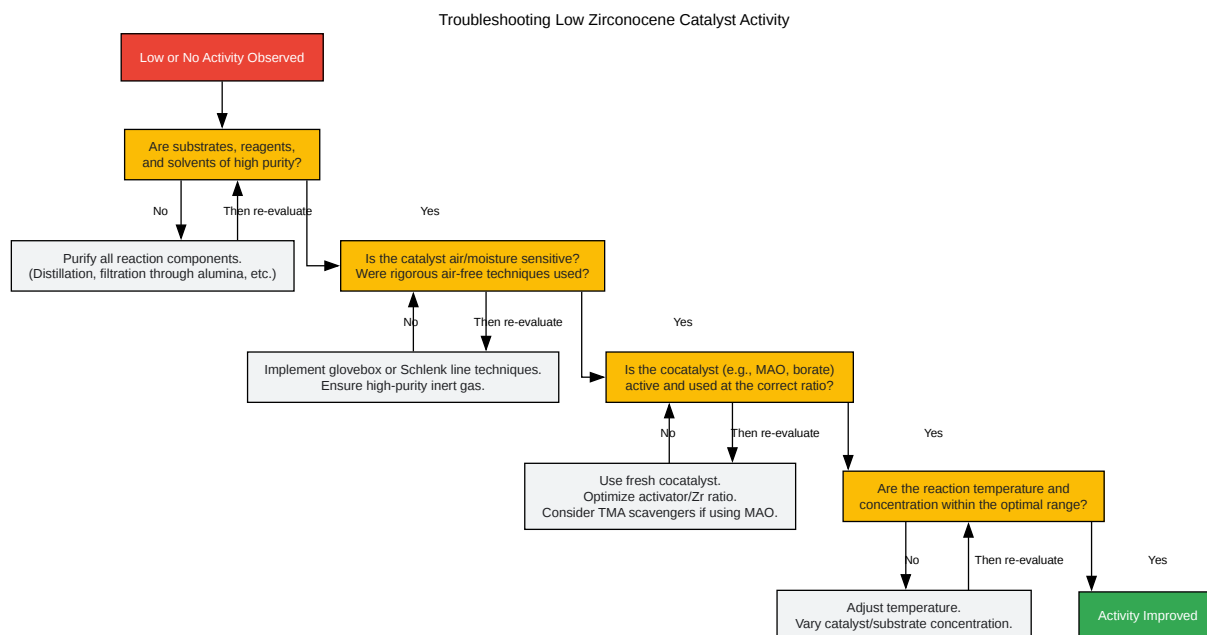 Troubleshooting Low Zirconocene Catalyst Activity
Low or No Activity Observed
Are substrates, reagents,
and solvents of high purity?
No
Then re-evaluate
Yes
Purify all reaction components.
(Distillation, filtration through alumina, etc.)
Is the catalyst air/moisture sensitive?
Were rigorous air-free techniques used?
No
Then re-evaluate
Yes
Implement glovebox or Schlenk line techniques.
Ensure high-purity inert gas.
Is the cocatalyst (e.g., MAO, borate)
active and used at the correct ratio?
No
Then re-evaluate
Yes
Use fresh cocatalyst.
Optimize activator/Zr ratio.
Consider TMA scavengers if using MAO.
Are the reaction temperature and
concentration within the optimal range?
No
Then re-evaluate
Yes
Adjust temperature.
Vary catalyst/substrate concentration.
Activity Improved